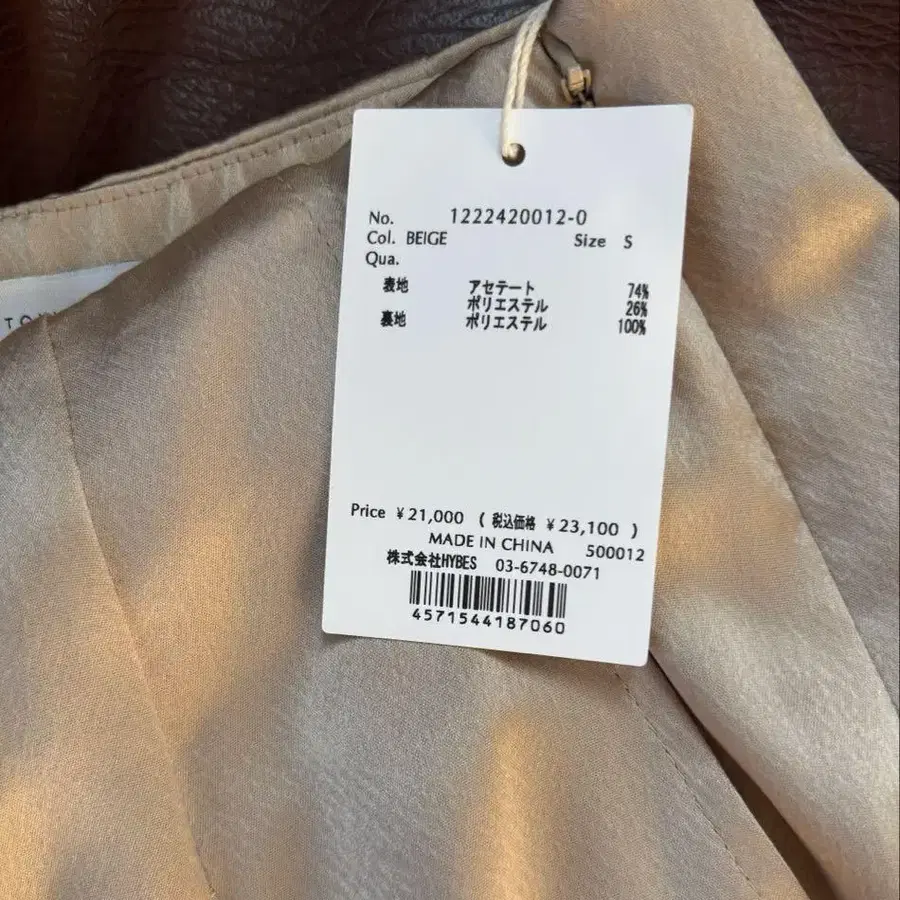 No. 1222420012-0
Col. BEIGE Size S
Qua.
表地 アセテート 74%
ポリエステル 26%
裏地 ポリエステル 100%
Price ¥21,000 ( 税込価格 ¥23,100 )
MADE IN CHINA 500012
株式会社HYBES 03-6748-0071
4571544187060